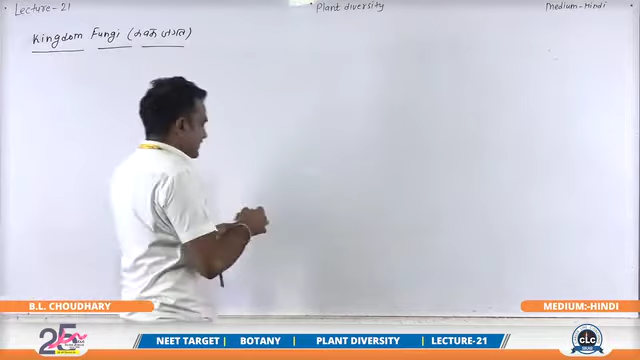 Lecture - 21
Plant diversity
Medium - Hindi
Kingdom Fungi (कवक जगत)
B.L. CHOUDHARY
MEDIUM:-HINDI
25
NEET TARGET | BOTANY | PLANT DIVERSITY | LECTURE-21
CLC